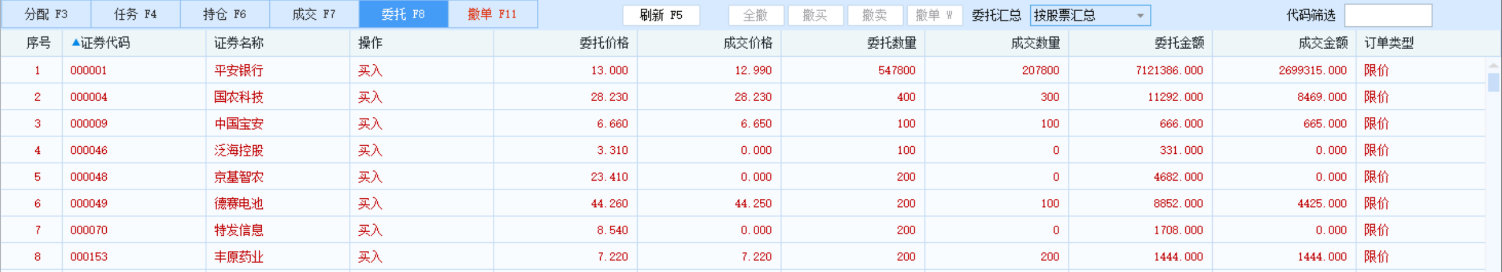 分配 F3 任务 F4 持仓 F6 成交 F7 委托 F8 撤单 F11 刷新 F5 全撤 撤买 撤卖 撤单 W 委托汇总 按股票汇总 代码筛选
序号 证券代码 证券名称 操作 委托价格 成交价格 委托数量 成交数量 委托金额 成交金额 订单类型
1 000001 平安银行 买入 13.000 12.990 547800 207800 7121386.000 2699315.000 限价
2 000004 国农科技 买入 28.230 28.230 400 300 11292.000 8469.000 限价
3 000009 中国宝安 买入 6.660 6.650 100 100 666.000 665.000 限价
4 000046 泛海控股 买入 3.310 0.000 100 0 331.000 0.000 限价
5 000048 京基智农 买入 23.410 0.000 200 0 4682.000 0.000 限价
6 000049 德赛电池 买入 44.260 44.250 200 100 8852.000 4425.000 限价
7 000070 特发信息 买入 8.540 0.000 200 0 1708.000 0.000 限价
8 000153 丰原药业 买入 7.220 7.220 200 200 1444.000 1444.000 限价